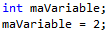 int maVariable;
maVariable = 2;